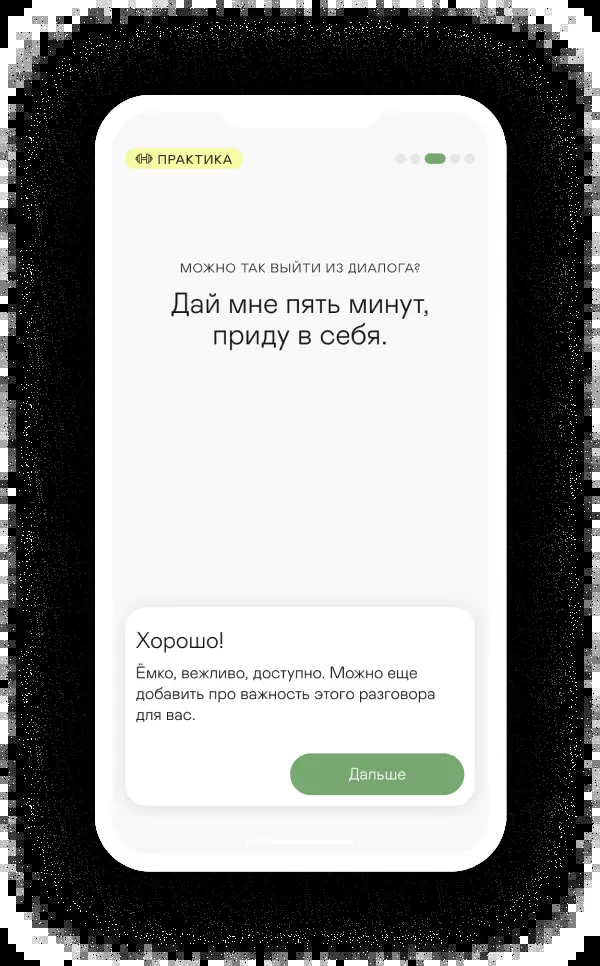 ПРАКТИКА
МОЖНО ТАК ВЫЙТИ ИЗ ДИАЛОГА?
Дай мне пять минут,
приду в себя.
Хорошо!
Ёмко, вежливо, доступно. Можно еще
добавить про важность этого разговора
для вас.
Дальше